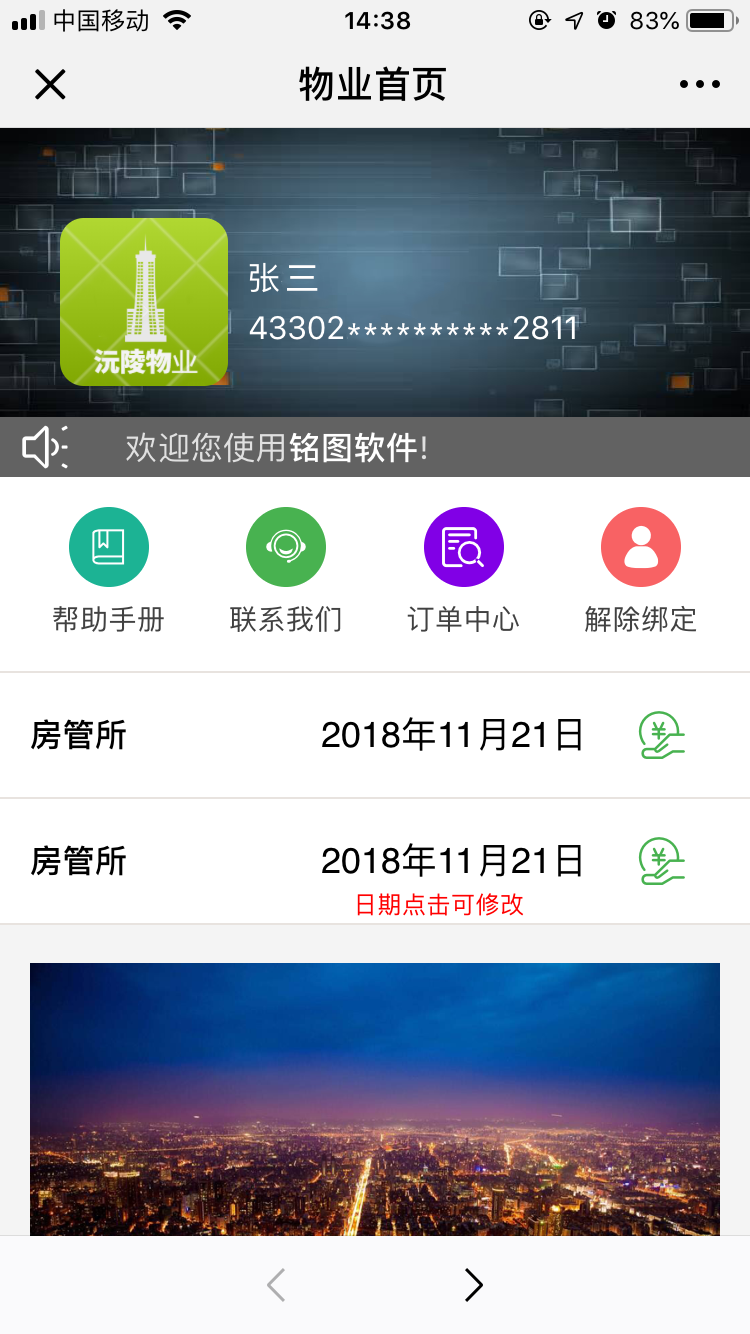 中国移动 14:38 83%
物业首页
张三
43302**********2811
沅陵物业
欢迎您使用铭图软件!
帮助手册 联系我们 订单中心 解除绑定
房管所 2018年11月21日 ¥
房管所 2018年11月21日 ¥
日期点击可修改